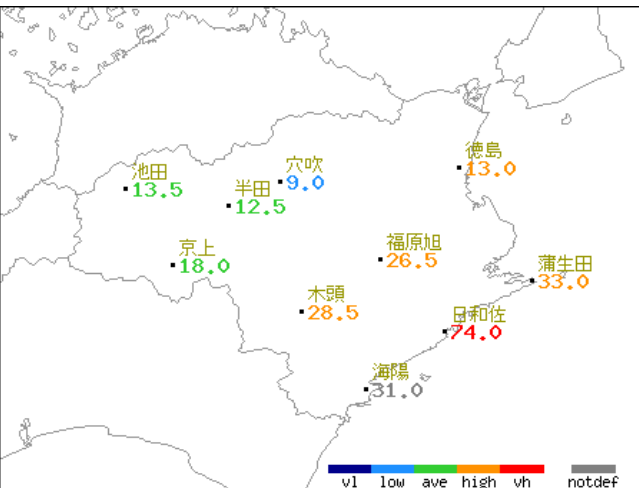 徳島
13.0
穴吹
9.0
池田
13.5
半田
12.5
京上
18.0
福原旭
26.5
蒲生田
33.0
木頭
28.5
日和佐
74.0
海陽
31.0
vl low ave high vh notdef